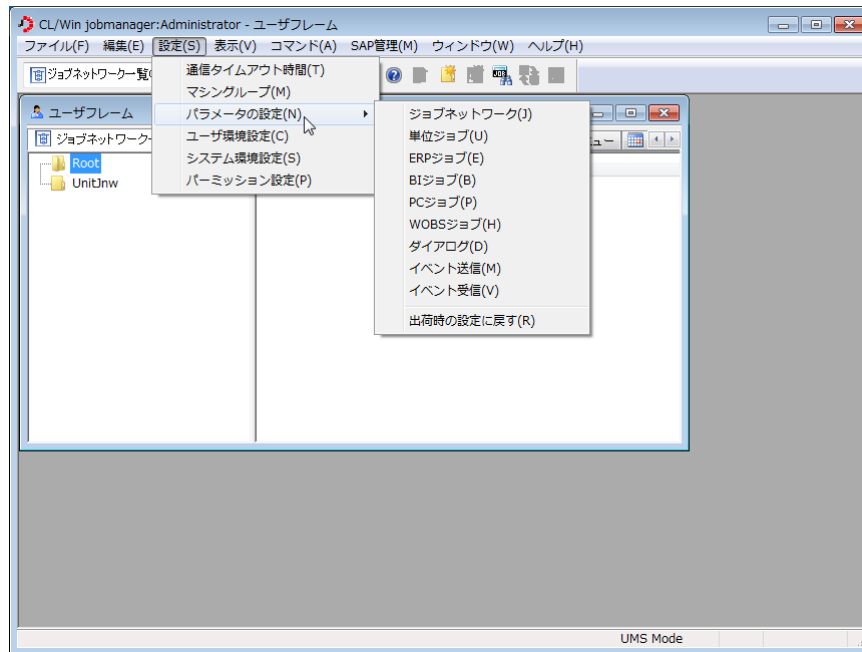 CL/Win jobmanager:Administrator - ユーザフレーム
ファイル(F) 編集(E) 設定(S) 表示(V) コマンド(A) SAP管理(M) ウィンドウ(W) ヘルプ(H)
ジョブネットワーク一覧
通信タイムアウト時間(T)
マシングループ(M)
パラメータの設定(N)
ユーザ環境設定(C)
システム環境設定(S)
パーミッション設定(P)
ユーザフレーム
ジョブネットワーク
ュー
Root
UnitJnw
ジョブネットワーク(J)
単位ジョブ(U)
ERPジョブ(E)
BIジョブ(B)
PCジョブ(P)
WOBSジョブ(H)
ダイアログ(D)
イベント送信(M)
イベント受信(V)
出荷時の設定に戻す(R)
UMS Mode